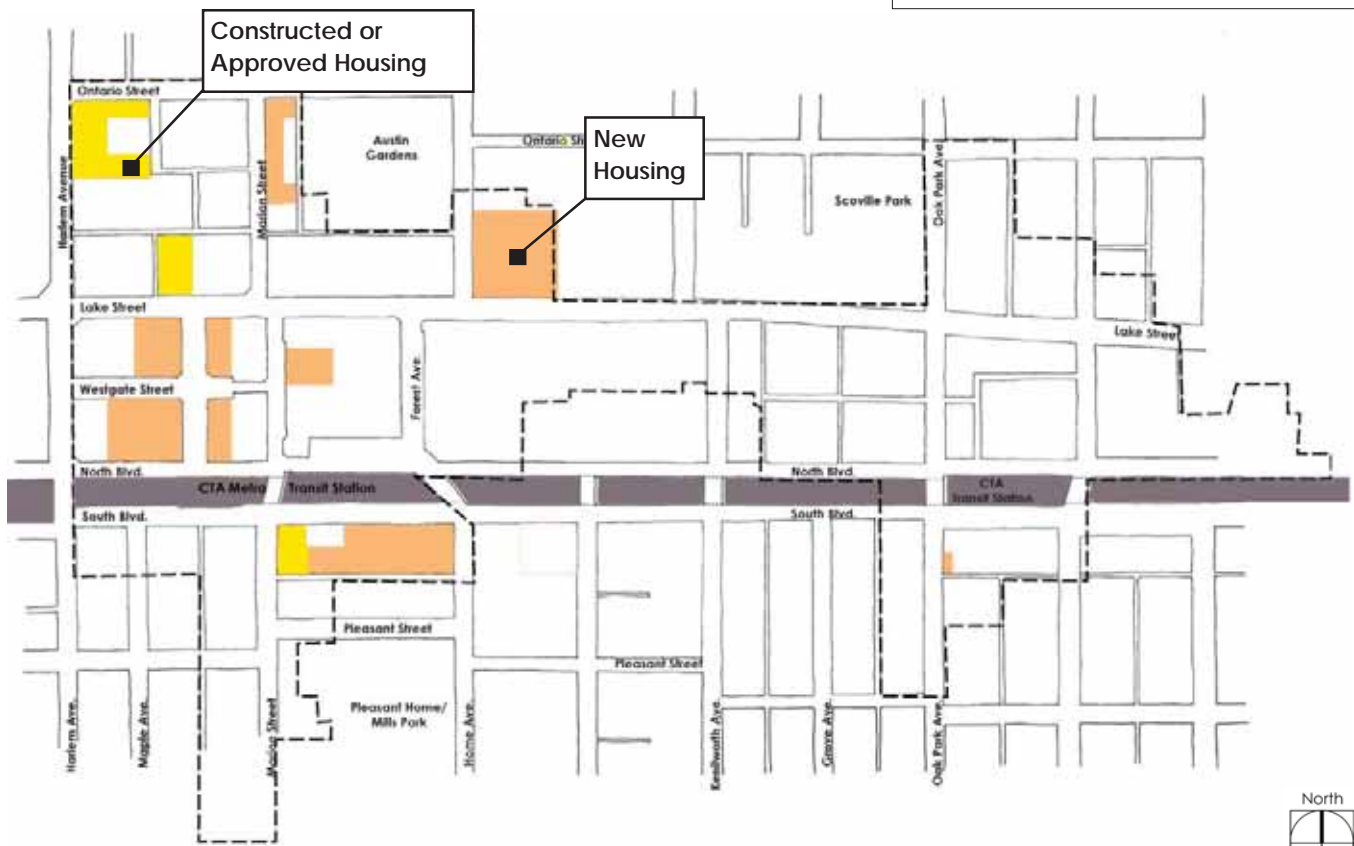 Constructed or
Approved Housing
Ontario Street
Harlem Avenue
Marion Street
Austin
Gardens
Ontario
New
Housing
Scoville Park
Oak Park Ave.
Lake Street
Lake Street
Westgate Street
Forest Ave.
North Blvd.
North Blvd.
CTA Metra
Transit Station
CTA
Transit Station
South Blvd.
South Blvd.
Pleasant Street
Pleasant Street
Pleasant Home/
Mills Park
Harlem Ave.
Maple Ave.
Marion Street
Home Ave.
Kenilworth Ave.
Grove Ave.
Oak Park Ave.
North